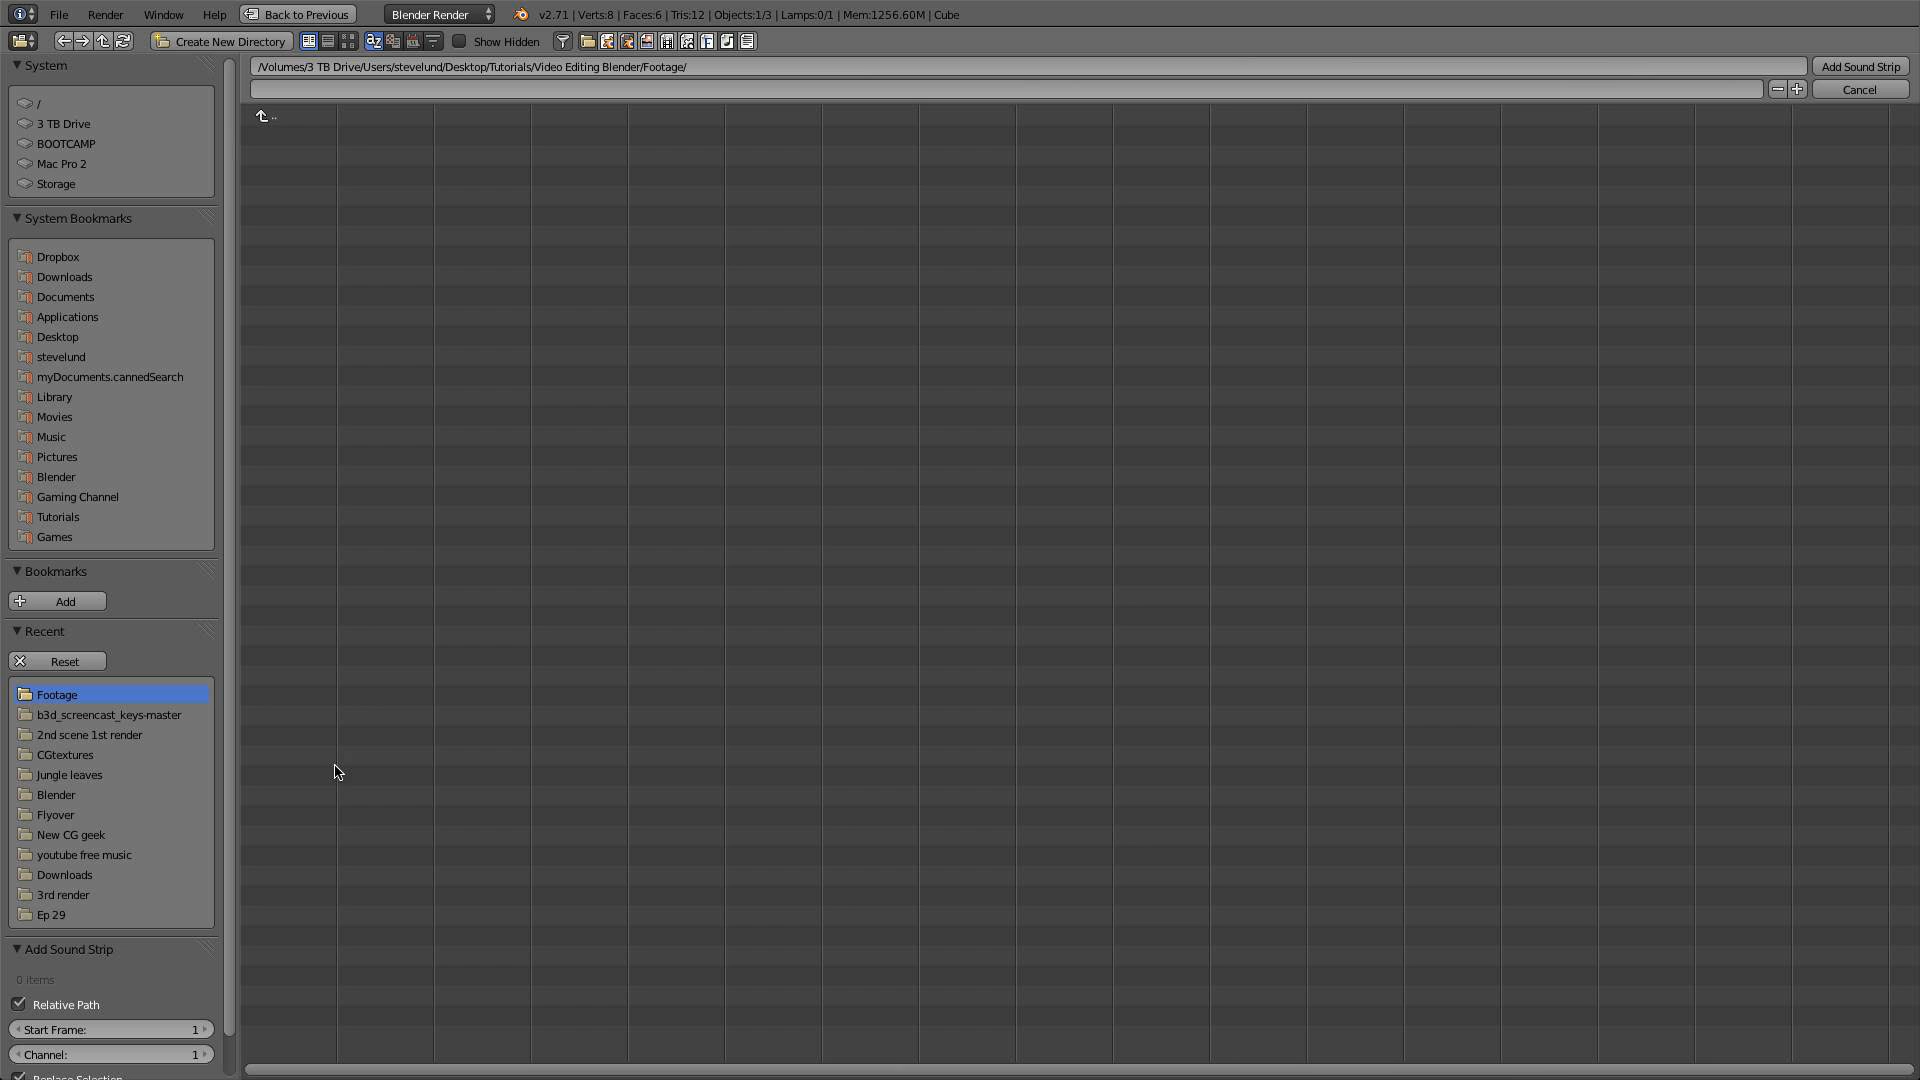 File Render Window Help Back to Previous Blender Render v2.71 | Verts:8 | Faces:6 | Tris:12 | Objects:1/3 | Lamps:0/1 | Mem:1256.60M | Cube
Create New Directory Show Hidden
System
/
3 TB Drive
BOOTCAMP
Mac Pro 2
Storage
System Bookmarks
Dropbox
Downloads
Documents
Applications
Desktop
stevelund
myDocuments.cannedSearch
Library
Movies
Music
Pictures
Blender
Gaming Channel
Tutorials
Games
Bookmarks
Add
Recent
Reset
Footage
b3d_screencast_keys-master
2nd scene 1st render
CGtextures
Jungle leaves
Blender
Flyover
New CG geek
youtube free music
Downloads
3rd render
Ep 29
Add Sound Strip
0 items
Relative Path
Start Frame: 1
Channel: 1
Replace Selection
/Volumes/3 TB Drive/Users/stevelund/Desktop/Tutorials/Video Editing Blender/Footage/
Add Sound Strip
Cancel
..